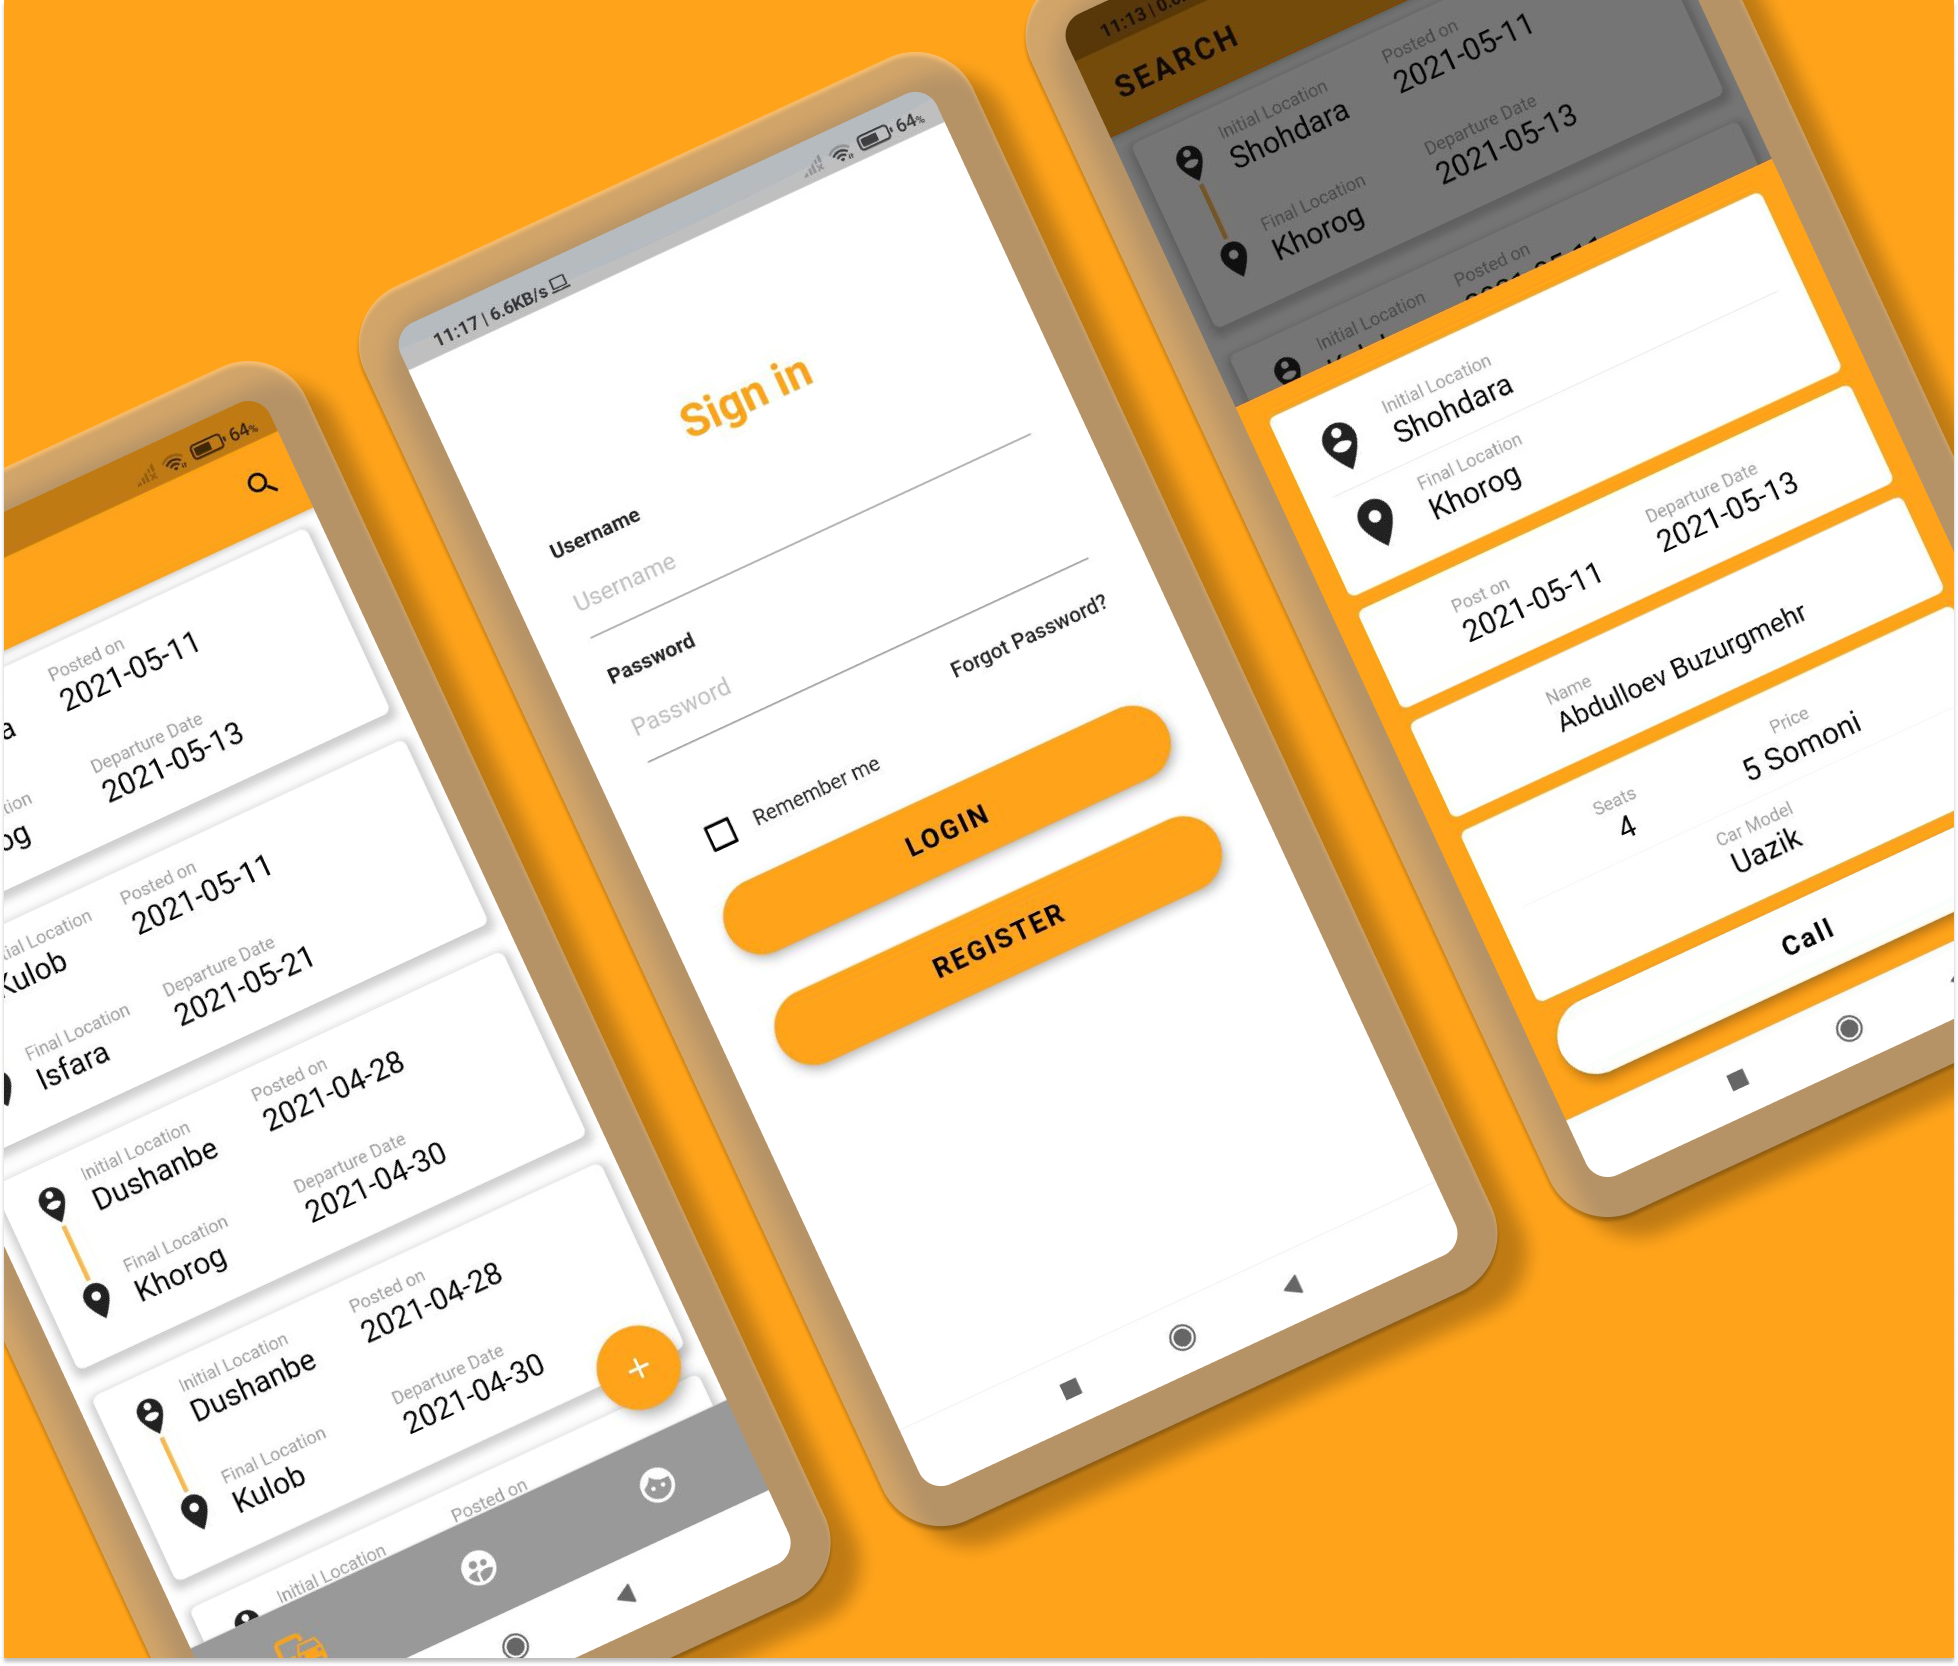 64%
Posted on
2021-05-11
Departure Date
2021-05-13
Posted on
2021-05-11
Kulob
Departure Date
2021-05-21
Final Location
Isfara
Initial Location
Dushanbe
Posted on
2021-04-28
Final Location
Khorog
Departure Date
2021-04-30
Initial Location
Dushanbe
Posted on
2021-04-28
Final Location
Kulob
Departure Date
2021-04-30
Initial Location
Posted on
11:17 | 6.6KB/s
64%
Sign in
Username
Username
Password
Password
Forgot Password?
Remember me
LOGIN
REGISTER
11:13 |
SEARCH
Initial Location
Shohdara
Posted on
2021-05-11
Final Location
Khorog
Departure Date
2021-05-13
Initial Location
Posted on
Initial Location
Shohdara
Final Location
Khorog
Post on
2021-05-11
Departure Date
2021-05-13
Name
Abdulloev Buzurgmehr
Seats
4
Price
5 Somoni
Car Model
Uazik
Call